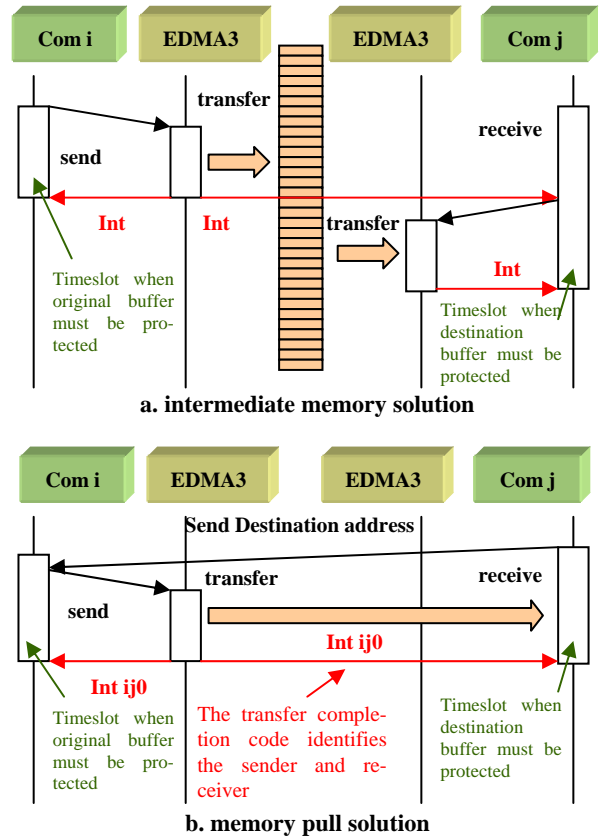 Com i
EDMA3
EDMA3
Com j
transfer
receive
send
Int
Int
transfer
Int
Timeslot when
original buffer
must be pro-
tected
Timeslot when
destination
buffer must be
protected
a. intermediate memory solution
Com i
EDMA3
EDMA3
Com j
Send Destination address
transfer
receive
send
Int ij0
Int ij0
Timeslot when
original buffer
must be pro-
tected
The transfer comple-
tion code identifies
the sender and re-
ceiver
Timeslot when
destination
buffer must be
protected
b. memory pull solution